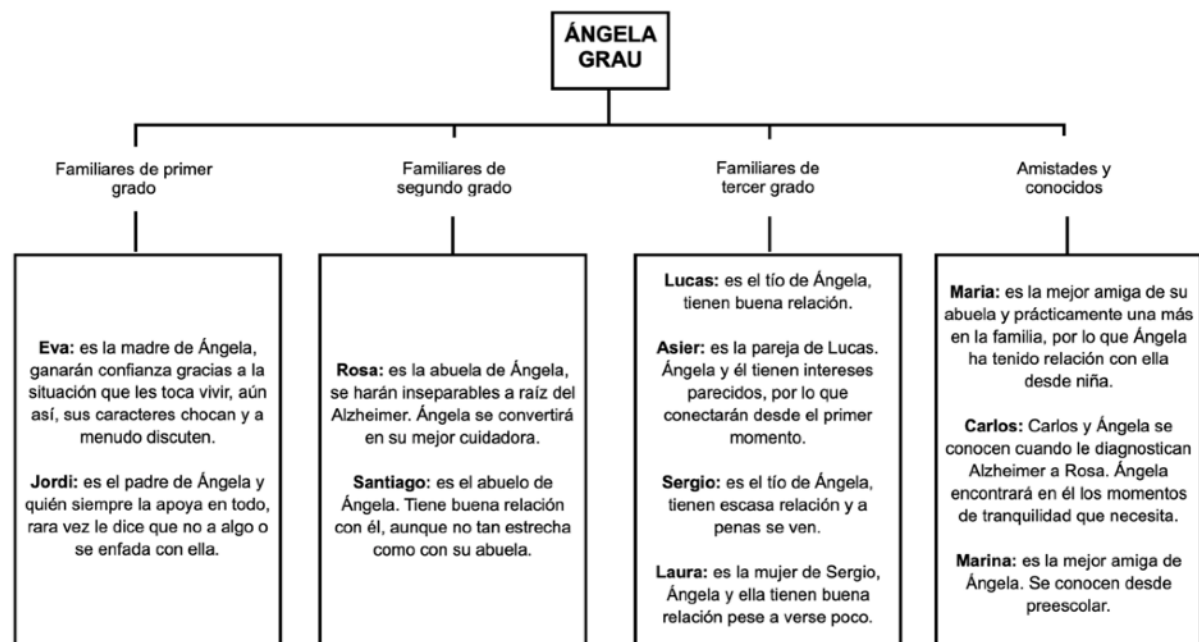 ÁNGELA
GRAU
Familiares de primer
grado
Familiares de
segundo grado
Familiares de
tercer grado
Amistades y
conocidos
Eva: es la madre de Ángela,
ganarán confianza gracias a la
situación que les toca vivir, aún
así, sus caracteres chocan y a
menudo discuten.
Jordi: es el padre de Ángela y
quién siempre la apoya en todo,
rara vez le dice que no a algo o
se enfada con ella.
Rosa: es la abuela de Ángela,
se harán inseparables a raíz del
Alzheimer. Ángela se convertirá
en su mejor cuidadora.
Santiago: es el abuelo de
Ángela. Tiene buena relación
con él, aunque no tan estrecha
como con su abuela.
Lucas: es el tío de Ángela,
tienen buena relación.
Asier: es la pareja de Lucas.
Ángela y él tienen intereses
parecidos, por lo que
conectarán desde el primer
momento.
Sergio: es el tío de Ángela,
tienen escasa relación y a
penas se ven.
Laura: es la mujer de Sergio,
Ángela y ella tienen buena
relación pese a verse poco.
Maria: es la mejor amiga de su
abuela y prácticamente una más
en la familia, por lo que Ángela
ha tenido relación con ella
desde niña.
Carlos: Carlos y Ángela se
conocen cuando le diagnostican
Alzheimer a Rosa. Ángela
encontrará en él los momentos
de tranquilidad que necesita.
Marina: es la mejor amiga de
Ángela. Se conocen desde
preescolar.